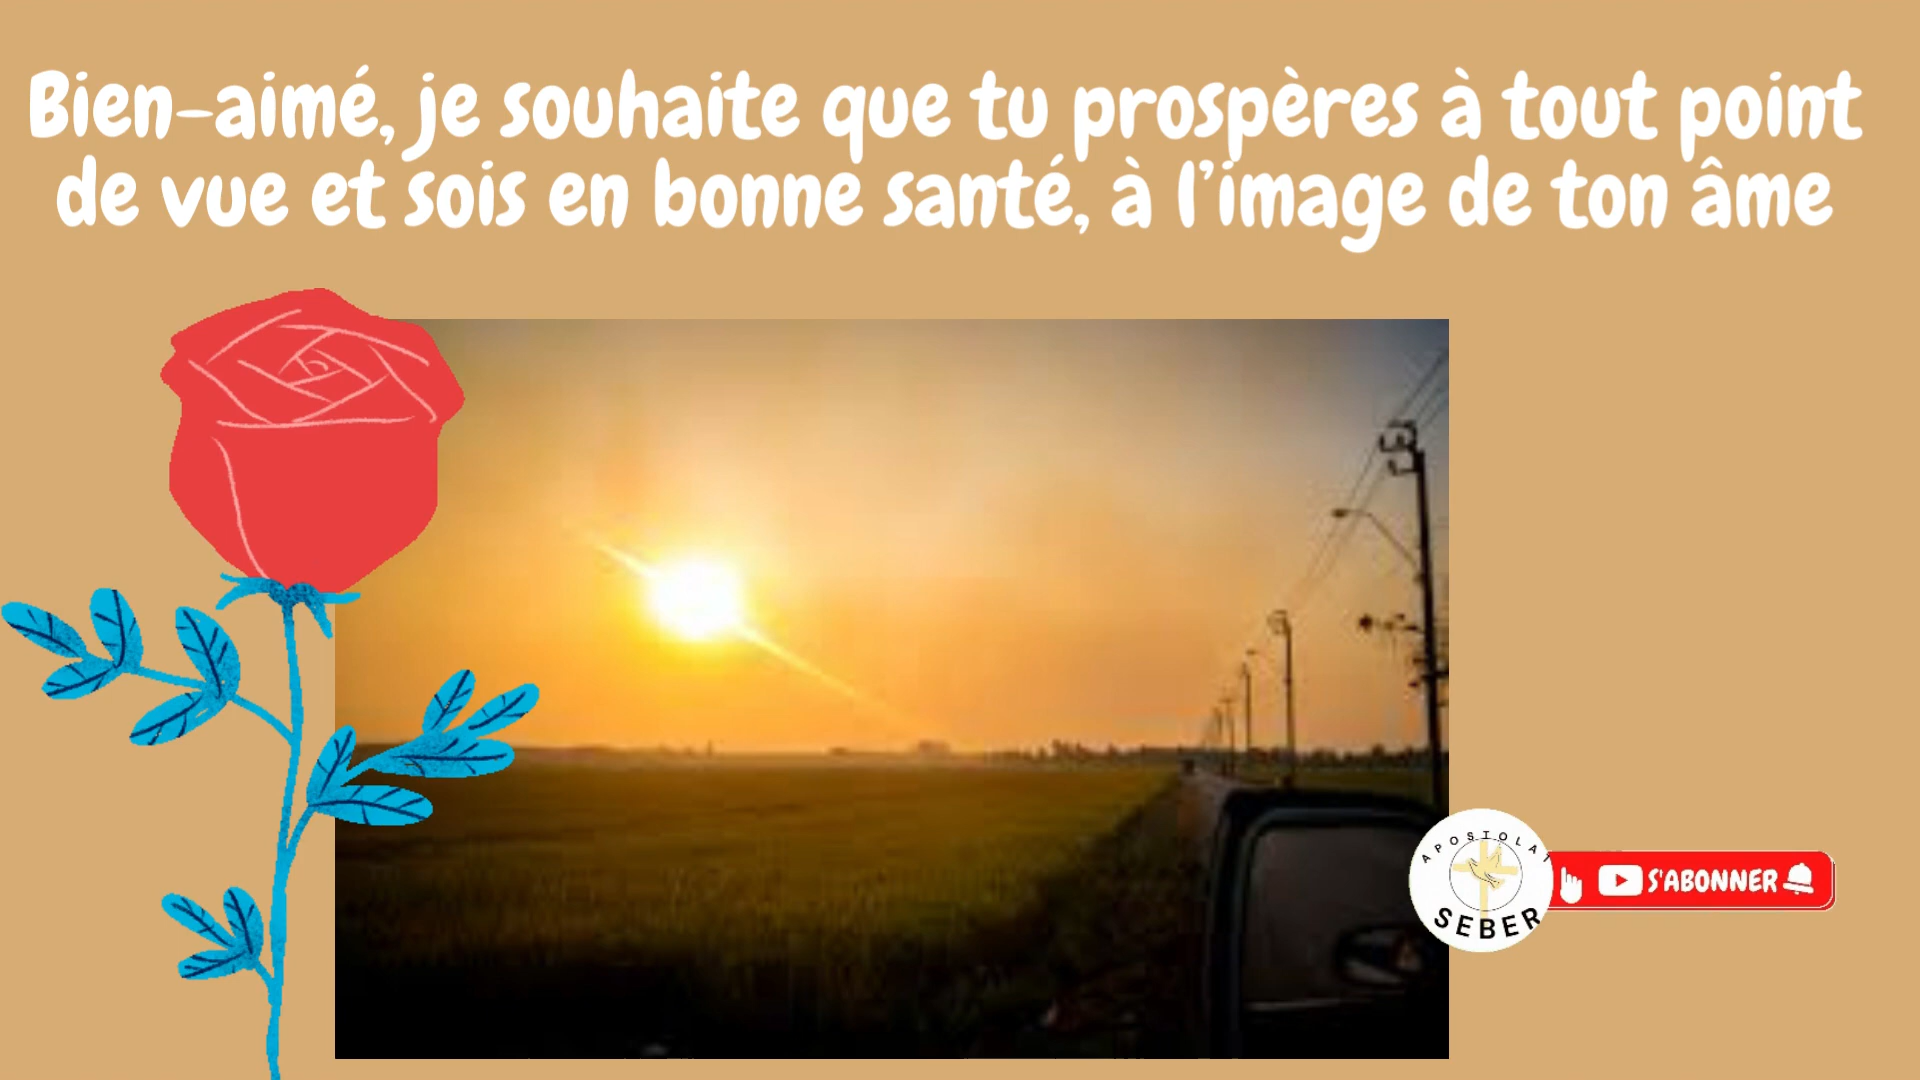 Bien-aimé, je souhaite que tu prospères à tout point
de vue et sois en bonne santé, à l'image de ton âme
APOSTOLAT
SEBER
S'ABONNER